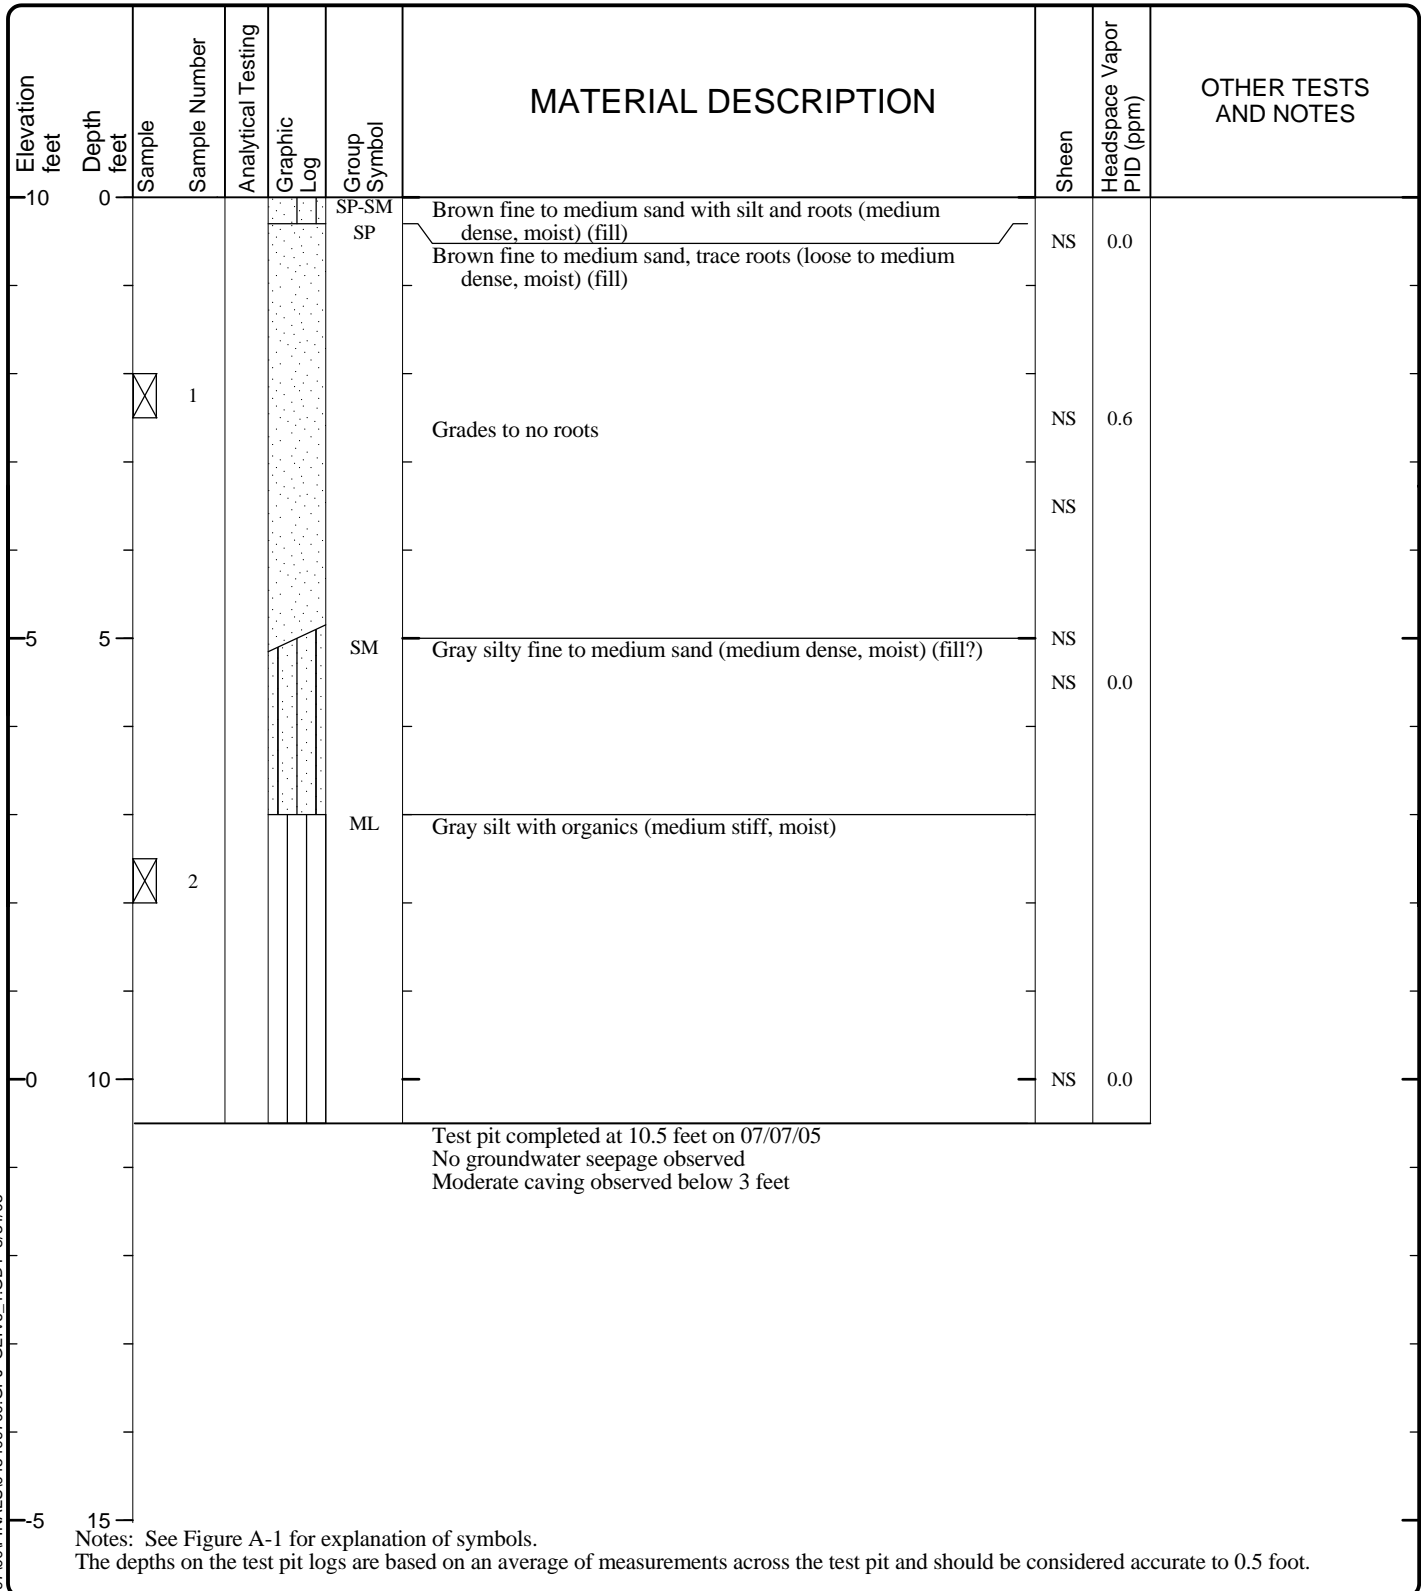 Elevation
feet
Depth
feet
Sample
Sample Number
Analytical Testing
Graphic
Log
Group
Symbol
MATERIAL DESCRIPTION
Sheen
Headspace Vapor
PID (ppm)
OTHER TESTS
AND NOTES
10 0
SP-SM Brown fine to medium sand with silt and roots (medium
dense, moist) (fill)
SP NS 0.0
Brown fine to medium sand, trace roots (loose to medium
dense, moist) (fill)
1
NS 0.6
Grades to no roots
NS
5 5 NS
SM Gray silty fine to medium sand (medium dense, moist) (fill?)
NS 0.0
ML Gray silt with organics (medium stiff, moist)
2
0 10 NS 0.0
Test pit completed at 10.5 feet on 07/07/05
No groundwater seepage observed
Moderate caving observed below 3 feet
-5 15
Notes: See Figure A-1 for explanation of symbols.
The depths on the test pit logs are based on an average of measurements across the test pit and should be considered accurate to 0.5 foot.